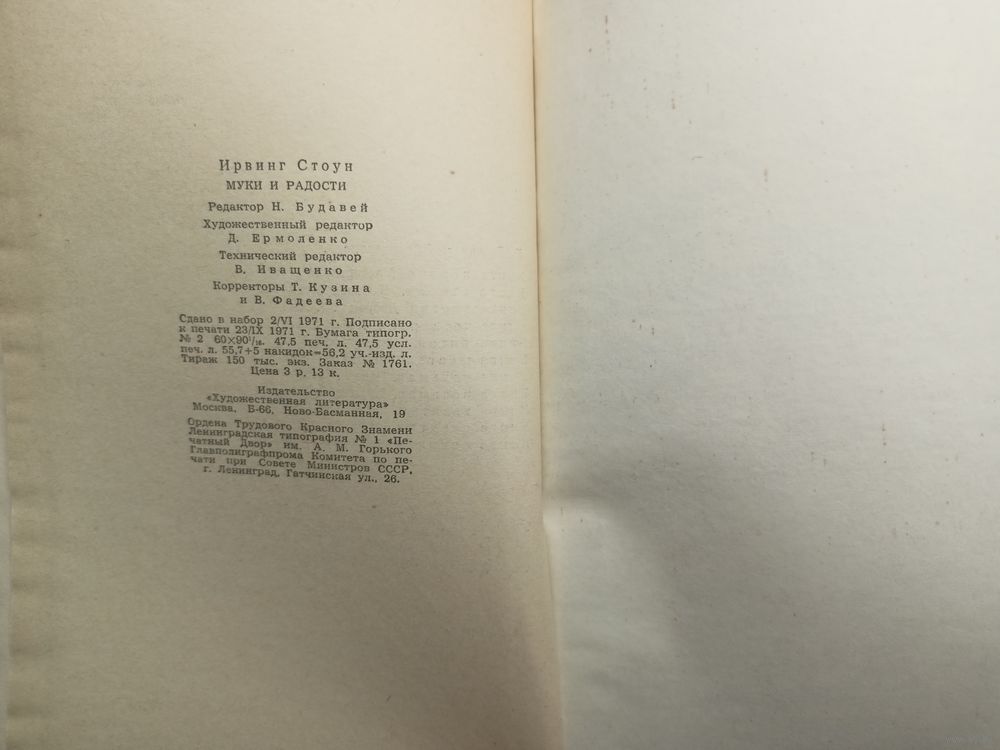 Ирвинг Стоун
МУКИ И РАДОСТИ
Редактор Н. Будавей
Художественный редактор
Д. Ермоленко
Технический редактор
В. Иващенко
Корректоры Т. Кузина
и В. Фадеева
Сдано в набор 2/VI 1971 г. Подписано
к печати 23/IX 1971 г. Бумага типогр.
№ 2 60×90¹/₁₆. 47,5 печ. л. 47,5 усл.
печ. л. 55,7+5 накидок=56,2 уч.-изд. л.
Тираж 150 тыс. экз. Заказ № 1761.
Цена 3 р. 13 к.
Издательство
«Художественная литература»
Москва, Б-66, Ново-Басманная, 19
Ордена Трудового Красного Знамени
Ленинградская типография № 1 «Пе-
чатный Двор» им. А. М. Горького
Главполиграфпрома Комитета по пе-
чати при Совете Министров СССР,
г. Ленинград, Гатчинская ул., 26.